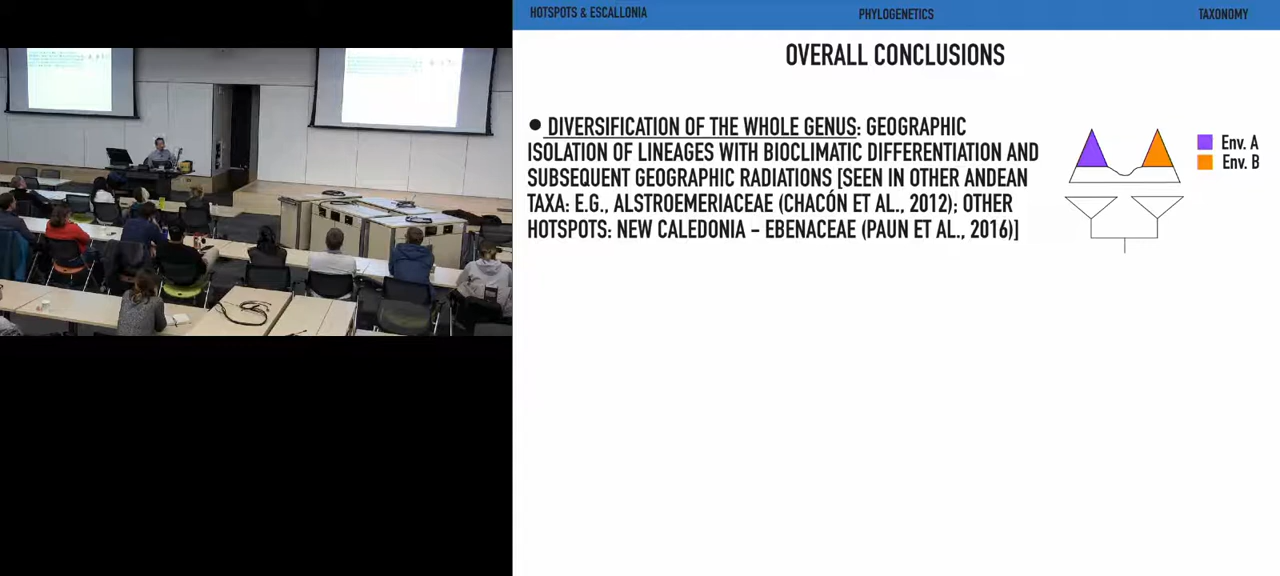 HOTSPOTS & ESCALLONIA
PHYLOGENETICS
TAXONOMY
OVERALL CONCLUSIONS
● DIVERSIFICATION OF THE WHOLE GENUS: GEOGRAPHIC
ISOLATION OF LINEAGES WITH BIOCLIMATIC DIFFERENTIATION AND
SUBSEQUENT GEOGRAPHIC RADIATIONS [SEEN IN OTHER ANDEAN
TAXA: E.G., ALSTROEMERIACEAE (CHACÓN ET AL., 2012); OTHER
HOTSPOTS: NEW CALEDONIA - EBENACEAE (PAUN ET AL., 2016)]
Env. A
Env. B